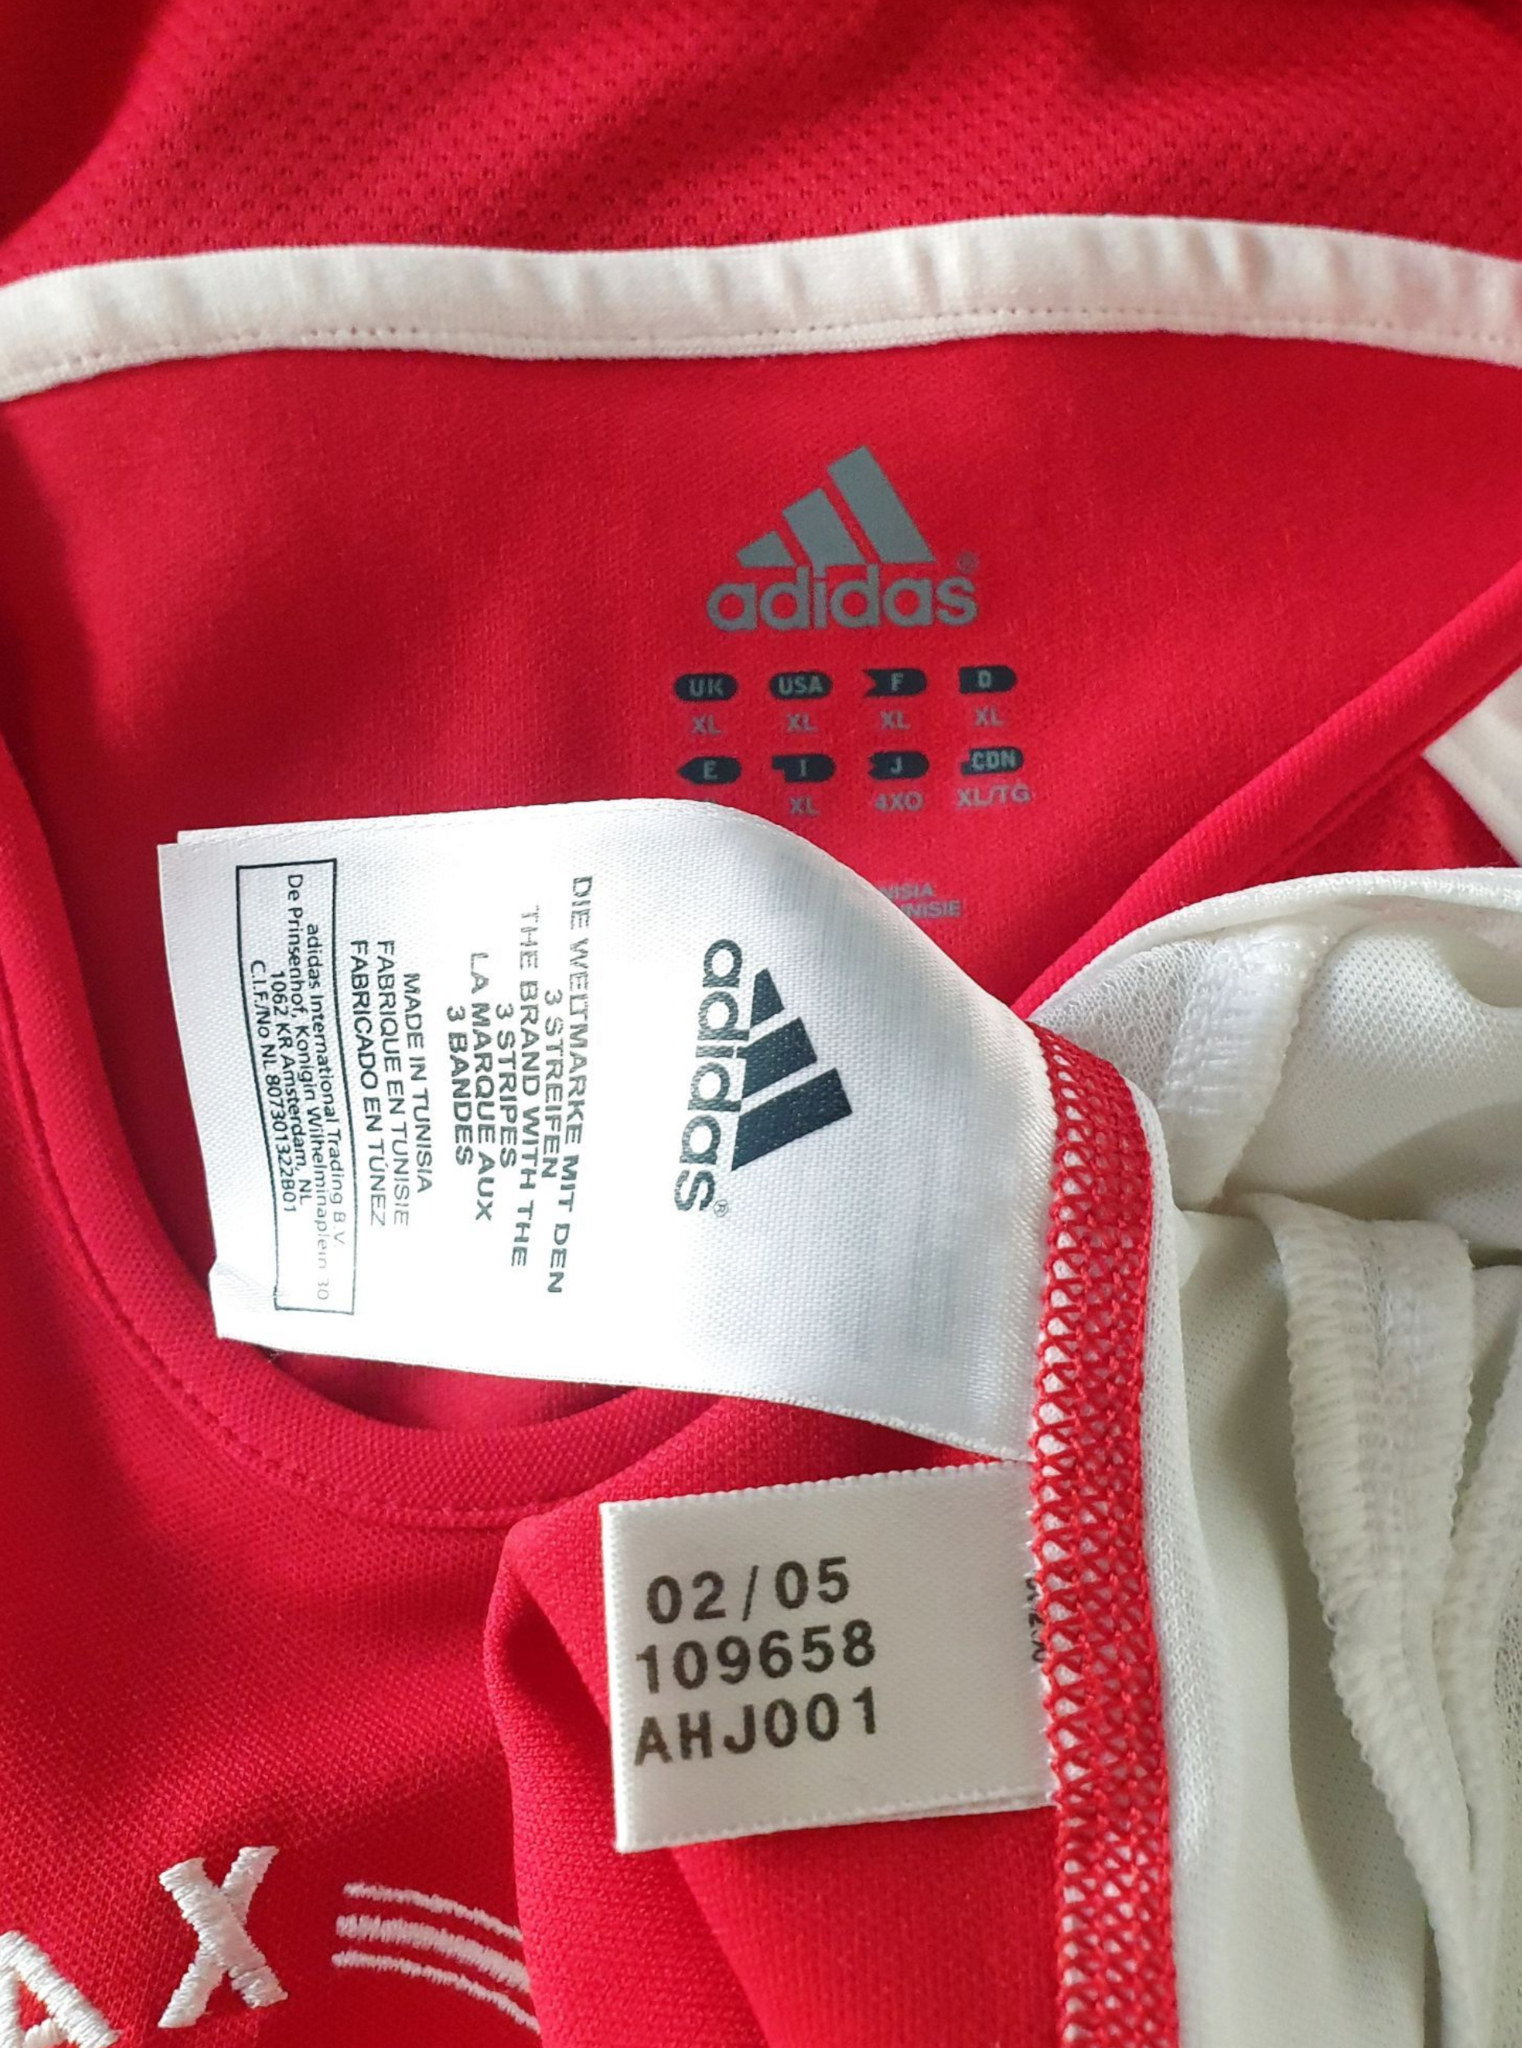 adidas®
UK USA F D
XL XL XL XL
E I J CDN
XL 4XO XL/TG
NISIA
NISIE
adidas®
DIE WELTMARKE MIT DEN
3 STREIFEN
THE BRAND WITH THE
3 STRIPES
LA MARQUE AUX
3 BANDES
MADE IN TUNISIA
FABRIQUE EN TUNISIE
FABRICADO EN TÚNEZ
adidas International Trading B.V.
De Prinsenhof, Konigin Wilhelminaplein 30
1062 KR Amsterdam, NL
C.I.F/No NL 807301322B01
02/05
109658
AHJ001
AX